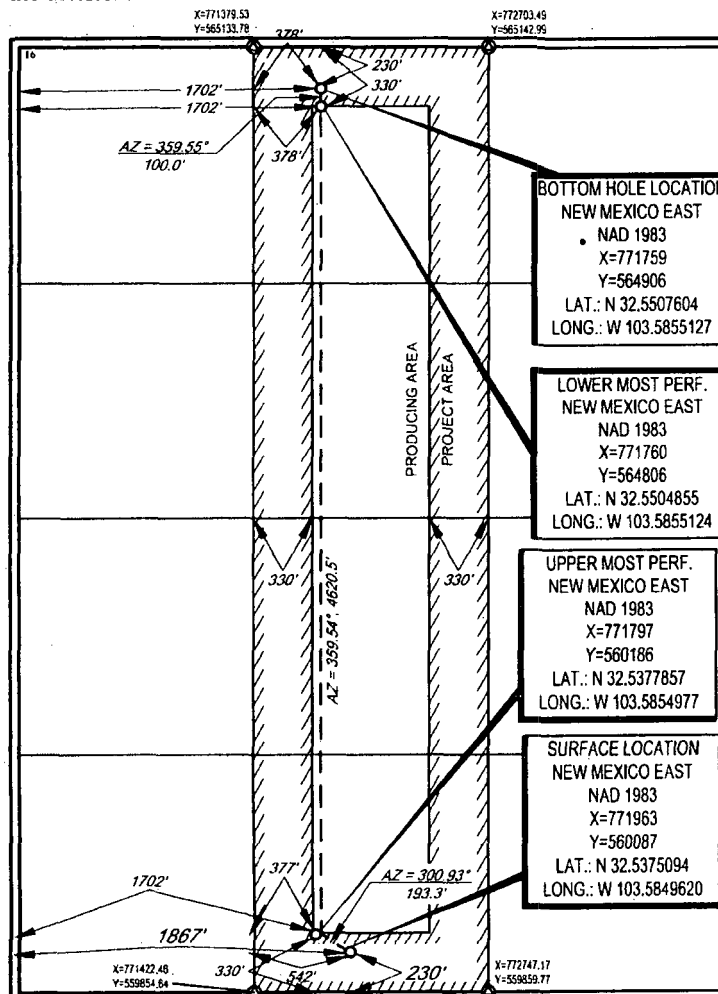 X=771379.53
Y=565133.78
X=772703.49
Y=565142.99
16
378'
230'
330'
1702'
1702'
AZ = 359.55°
100.0'
378'
BOTTOM HOLE LOCATION
NEW MEXICO EAST
NAD 1983
X=771759
Y=564906
LAT.: N 32.5507604
LONG.: W 103.5855127
PRODUCING AREA
PROJECT AREA
LOWER MOST PERF.
NEW MEXICO EAST
NAD 1983
X=771760
Y=564806
LAT.: N 32.5504855
LONG.: W 103.5855124
330'
330'
AZ = 359.54°, 4620.5'
UPPER MOST PERF.
NEW MEXICO EAST
NAD 1983
X=771797
Y=560186
LAT.: N 32.5377857
LONG.: W 103.5854977
SURFACE LOCATION
NEW MEXICO EAST
NAD 1983
X=771963
Y=560087
LAT.: N 32.5375094
LONG.: W 103.5849620
377'
AZ = 300.93°
193.3'
1702'
1867'
330'
542'
230'
X=771422.46
Y=559854.64
X=772747.17
Y=559859.77